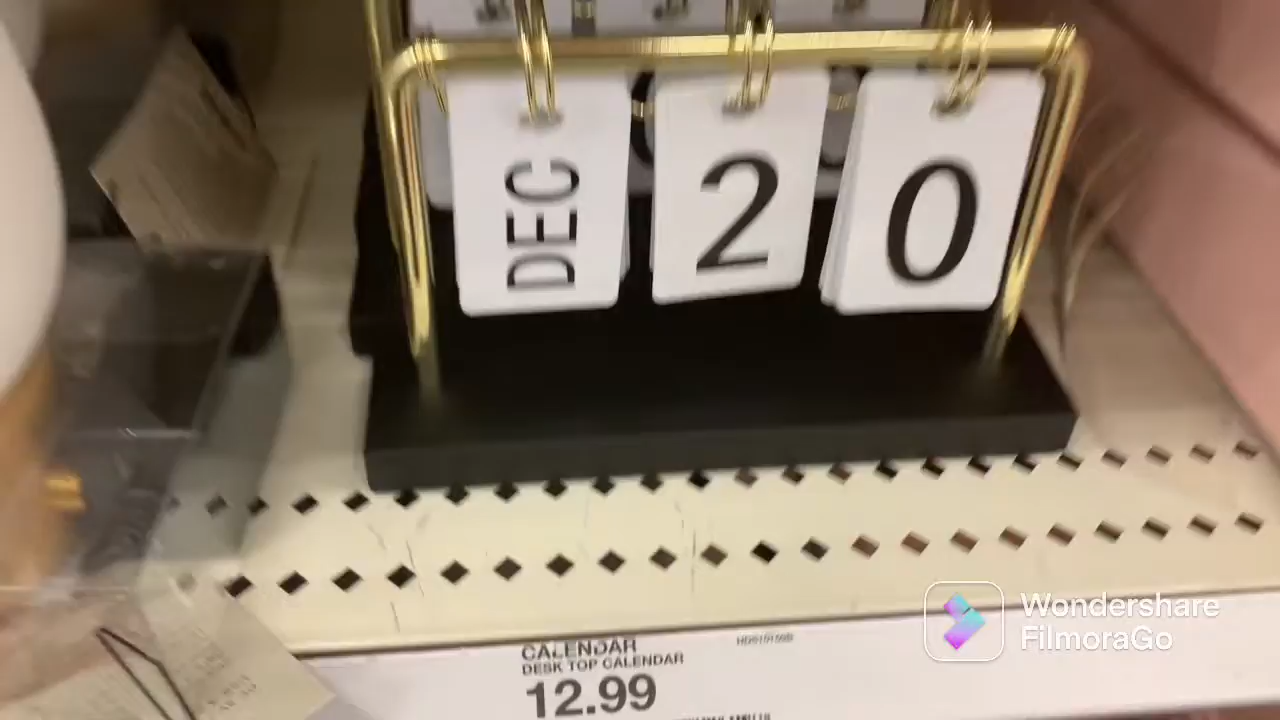 DEC 2 0
CALENDAR
DESK TOP CALENDAR
12.99
Wondershare
FilmoraGo